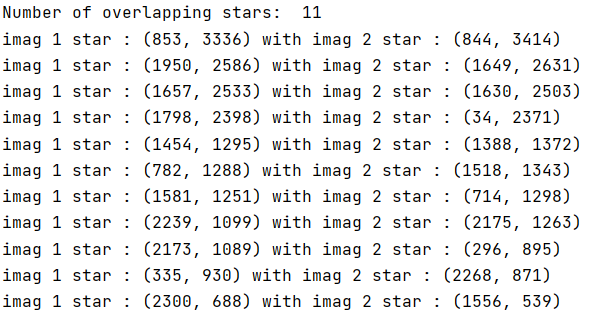 Number of overlapping stars:  11
imag 1 star : (853, 3336) with imag 2 star : (844, 3414)
imag 1 star : (1950, 2586) with imag 2 star : (1649, 2631)
imag 1 star : (1657, 2533) with imag 2 star : (1630, 2503)
imag 1 star : (1798, 2398) with imag 2 star : (34, 2371)
imag 1 star : (1454, 1295) with imag 2 star : (1388, 1372)
imag 1 star : (782, 1288) with imag 2 star : (1518, 1343)
imag 1 star : (1581, 1251) with imag 2 star : (714, 1298)
imag 1 star : (2239, 1099) with imag 2 star : (2175, 1263)
imag 1 star : (2173, 1089) with imag 2 star : (296, 895)
imag 1 star : (335, 930) with imag 2 star : (2268, 871)
imag 1 star : (2300, 688) with imag 2 star : (1556, 539)